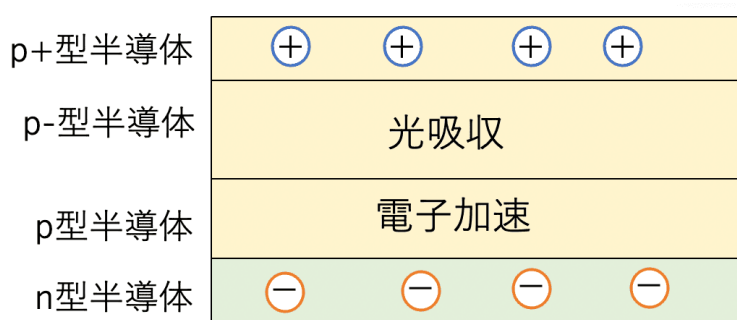 p+型半導体
+ + + +
p-型半導体
光吸収
p型半導体
電子加速
n型半導体
− − − −